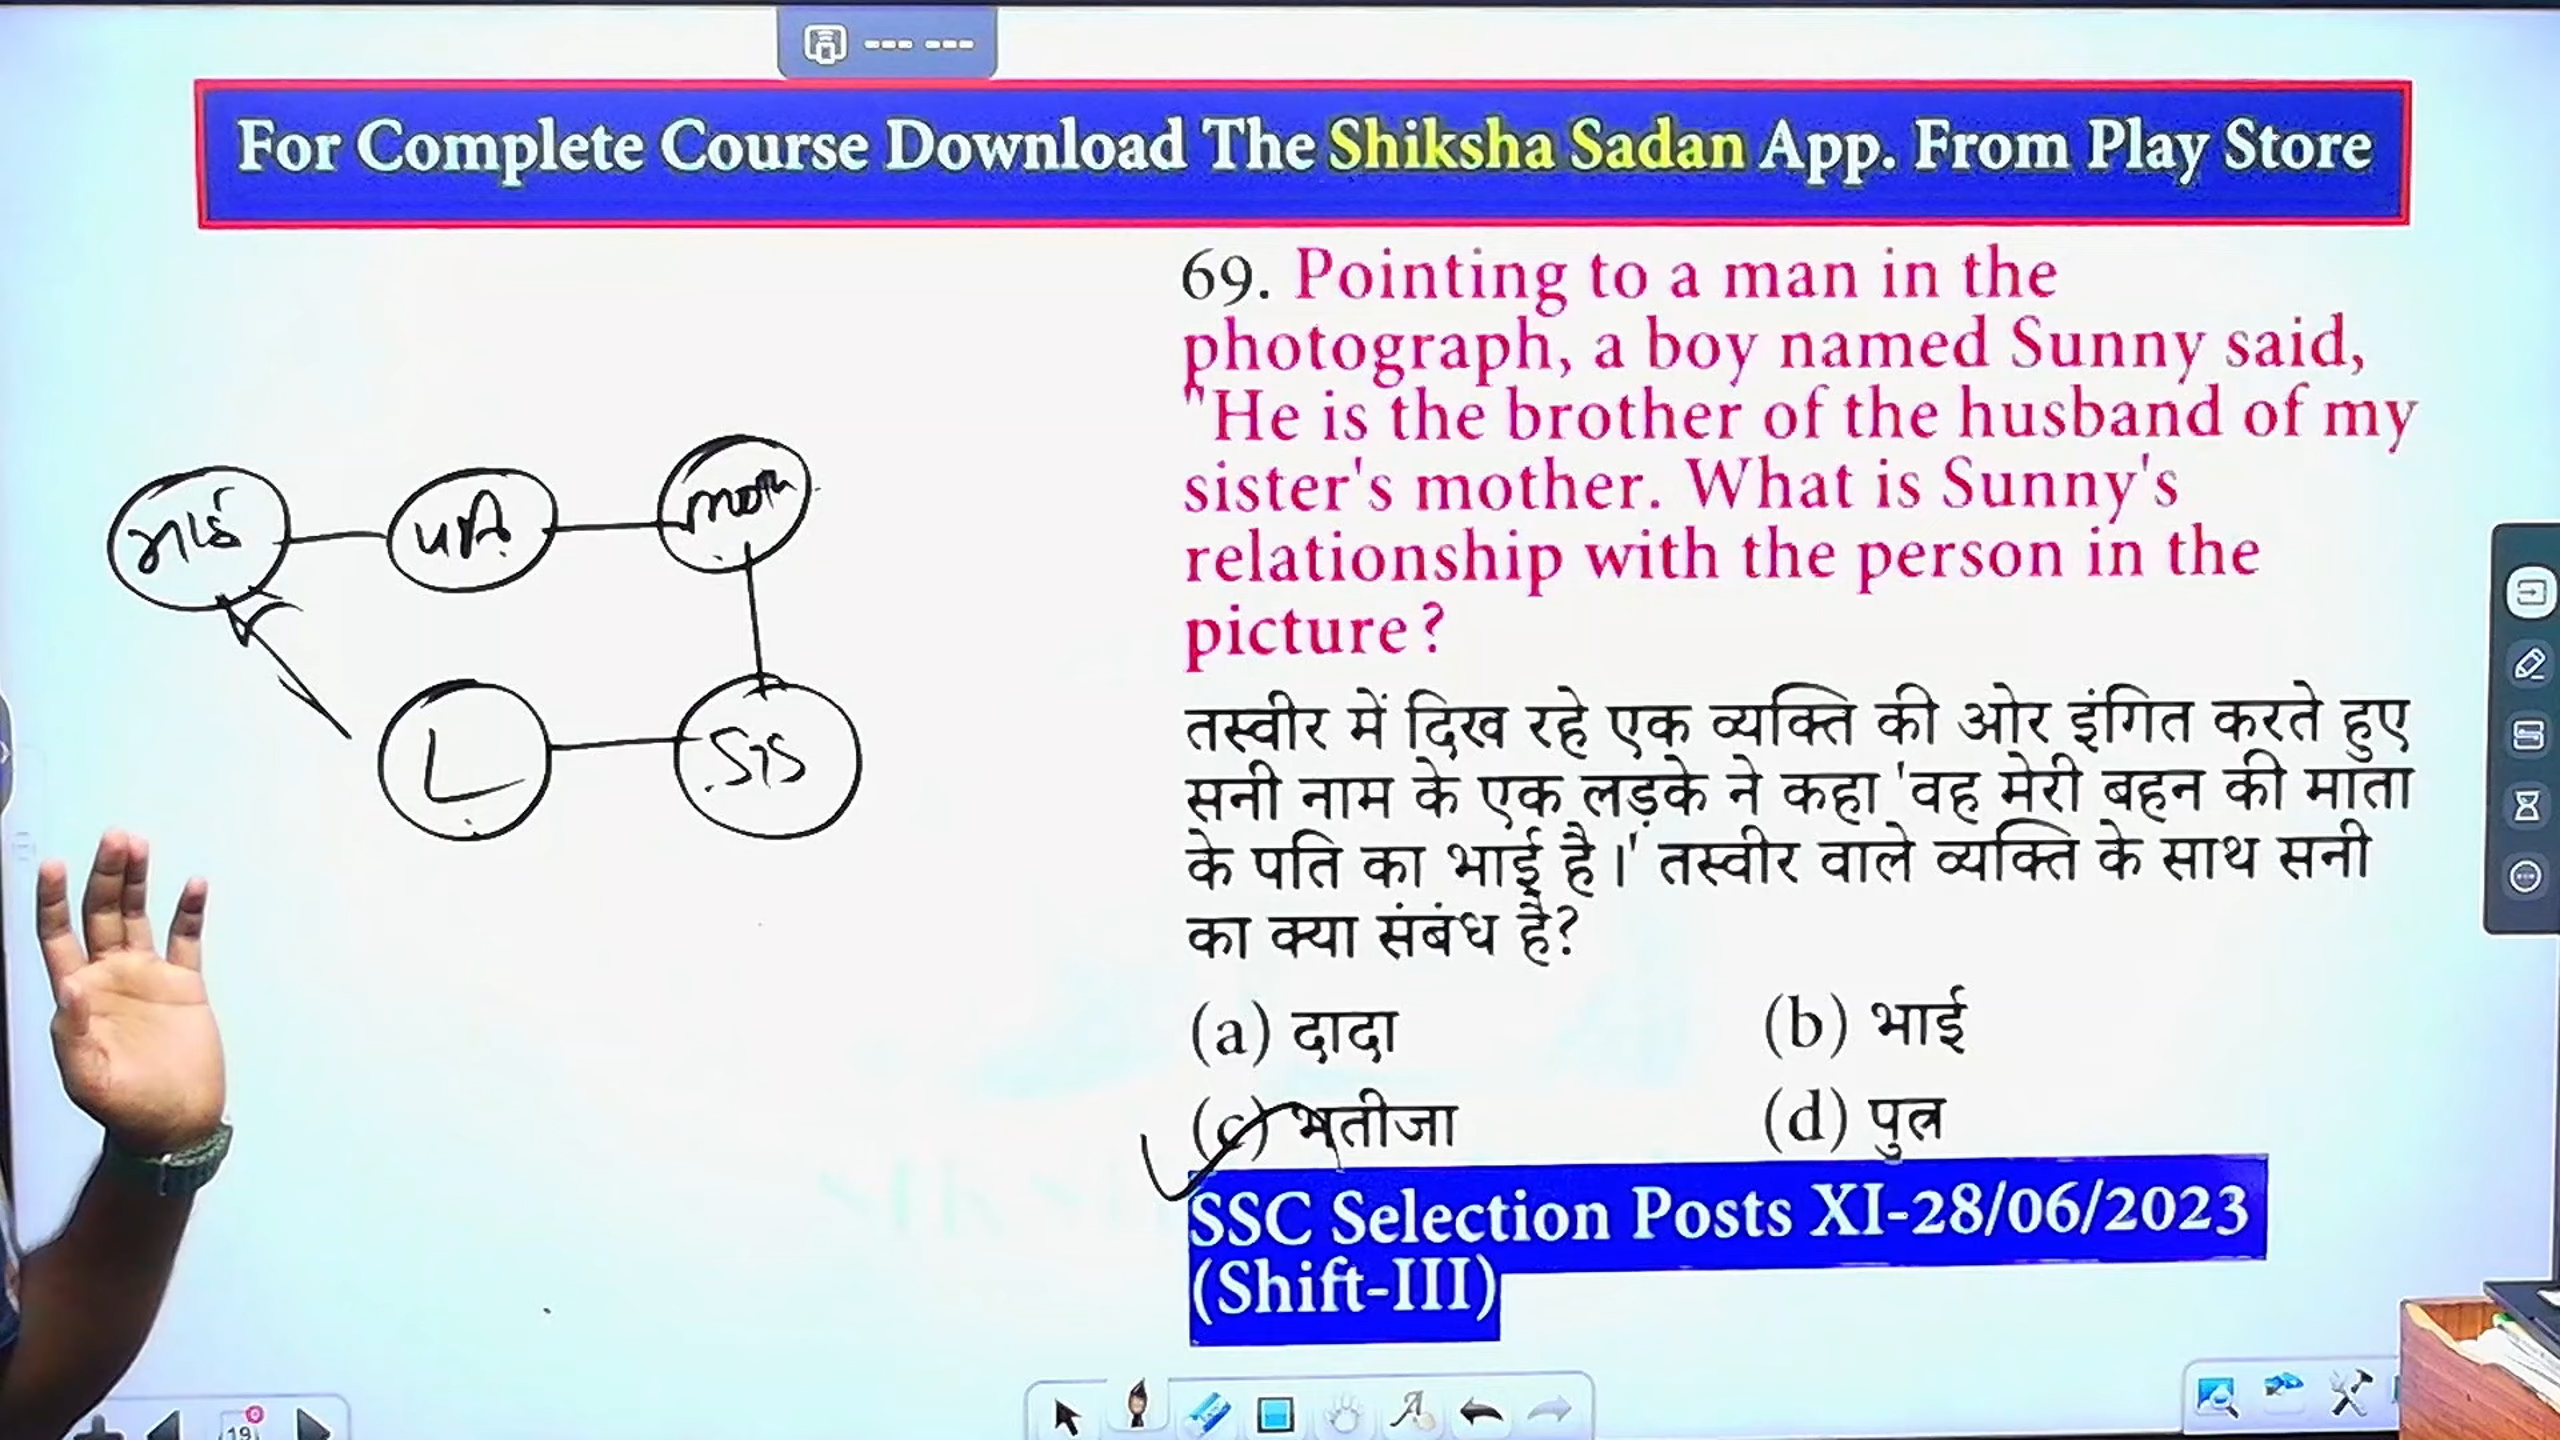 For Complete Course Download The Shiksha Sadan App. From Play Store
69. Pointing to a man in the
photograph, a boy named Sunny said,
"He is the brother of the husband of my
sister's mother. What is Sunny's
relationship with the person in the
picture?
तस्वीर में दिख रहे एक व्यक्ति की ओर इंगित करते हुए
सनी नाम के एक लड़के ने कहा 'वह मेरी बहन की माता
के पति का भाई है।' तस्वीर वाले व्यक्ति के साथ सनी
का क्या संबंध है?
(a) दादा (b) भाई
(c) भतीजा (d) पुत्र
SSC Selection Posts XI-28/06/2023
(Shift-III)
भाई पति moth
L Sis
19